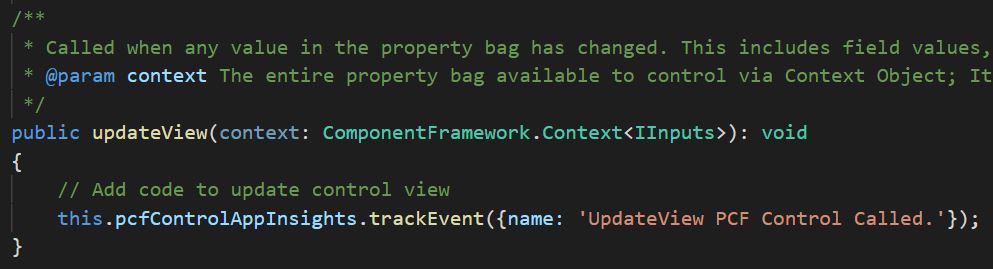 /**
 * Called when any value in the property bag has changed. This includes field values,
 * @param context The entire property bag available to control via Context Object; It
 */
public updateView(context: ComponentFramework.Context<IInputs>): void
{
    // Add code to update control view
    this.pcfControlAppInsights.trackEvent({name: 'UpdateView PCF Control Called.'});
}